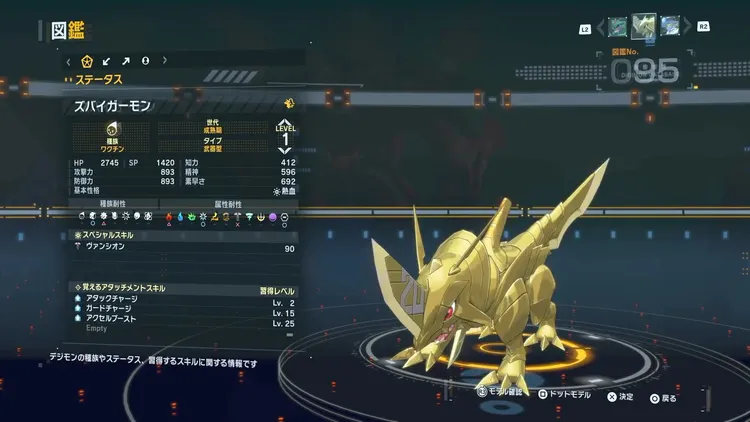 図鑑
L2
R2
図鑑No.
085
ステータス
ズバイガーモン
種族
ワクチン
世代
成熟期
タイプ
武器型
LEVEL
1
HP 2745 SP 1420 知力 412
攻撃力 893 精神 596
防御力 893 素早さ 692
基本性格 熱血
種族耐性 属性耐性
スペシャルスキル
ヴァンシオン 90
覚えるアタッチメントスキル 習得レベル
アタックチャージ Lv. 2
ガードチャージ Lv. 15
アクセルブースト Lv. 25
Empty
デジモンの種族やステータス、習得するスキルに関する情報です
モデル確認 ドットモデル 決定 戻る